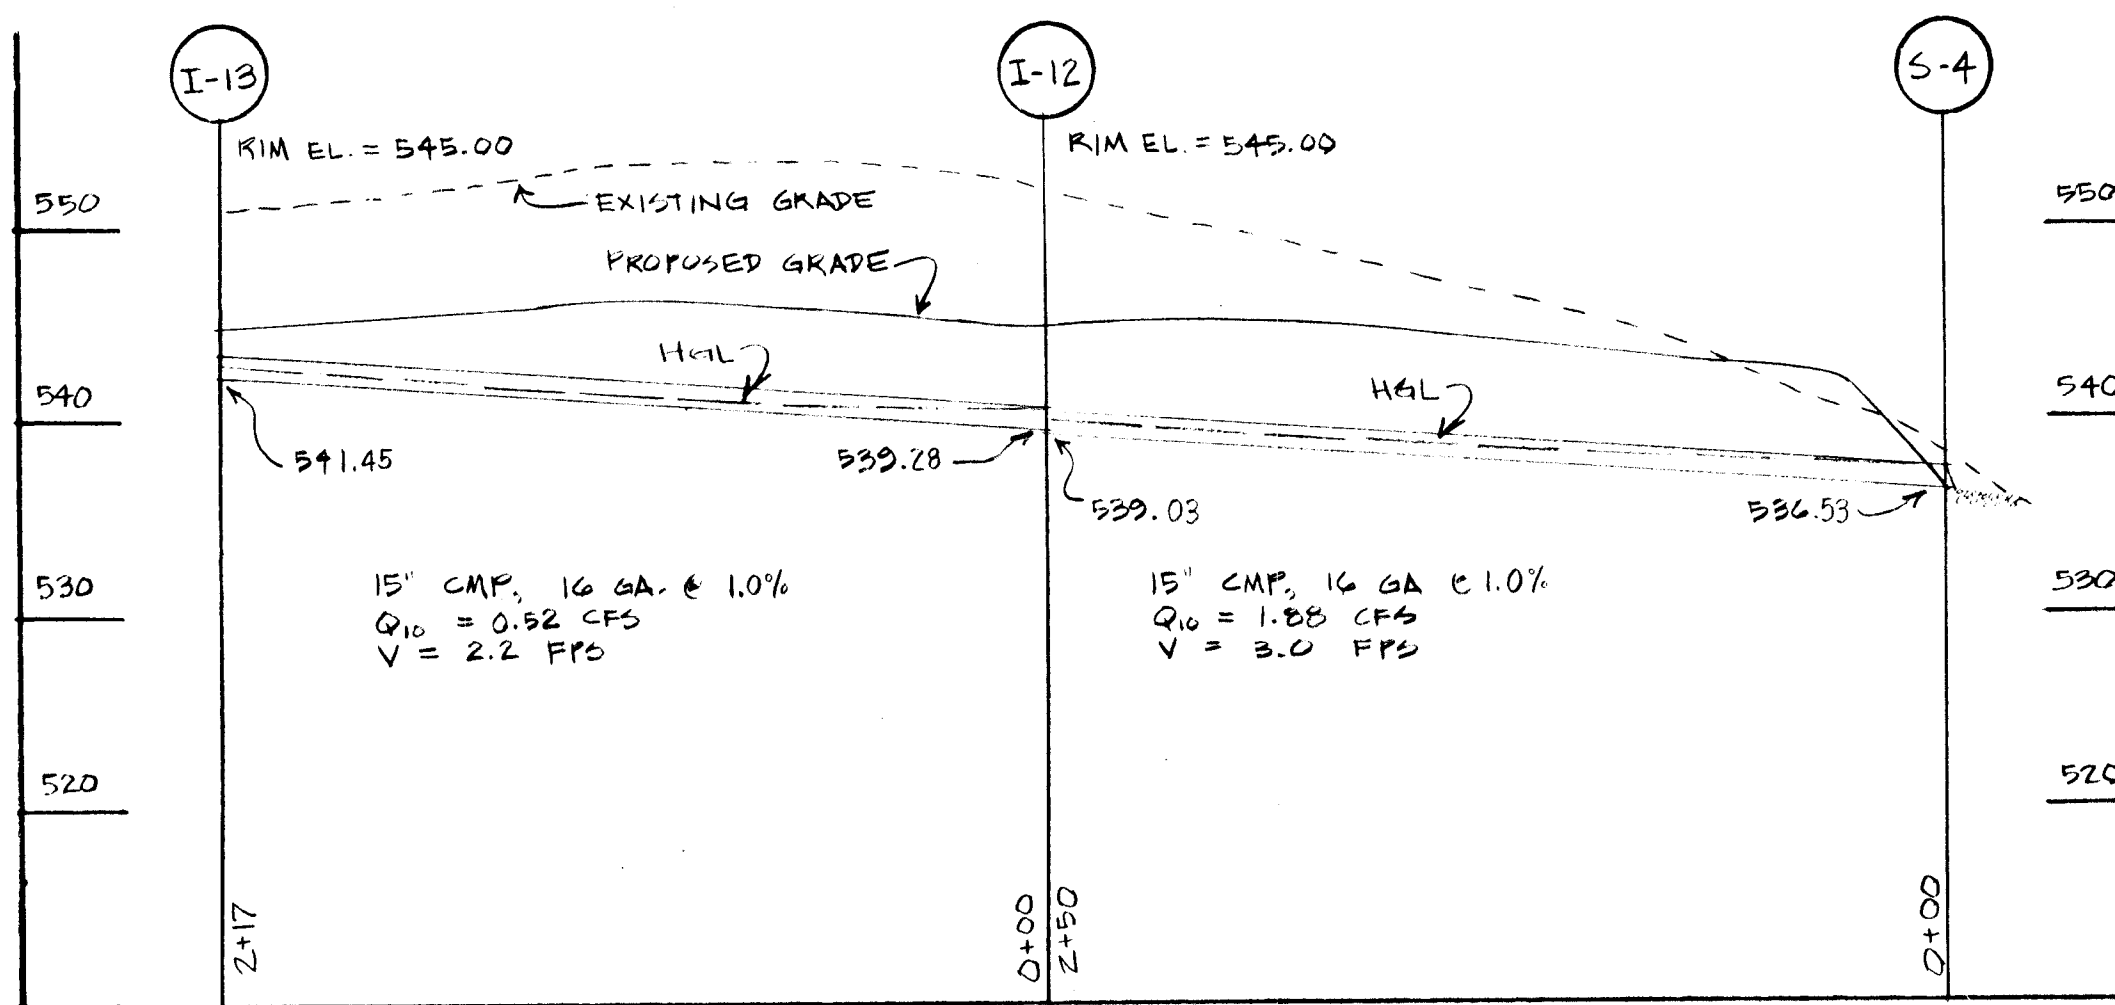 I-13
I-12
S-4
RIM EL. = 545.00
RIM EL. = 545.00
550
EXISTING GRADE
550
PROPOSED GRADE
HGL
HGL
540
540
541.45
539.28
539.03
536.53
530
530
15" CMP, 16 GA. @ 1.0%
Q10 = 0.52 CFS
V = 2.2 FPS
15" CMP, 16 GA @ 1.0%
Q10 = 1.88 CFS
V = 3.0 FPS
520
520
2+17
0+00
2+50
0+00